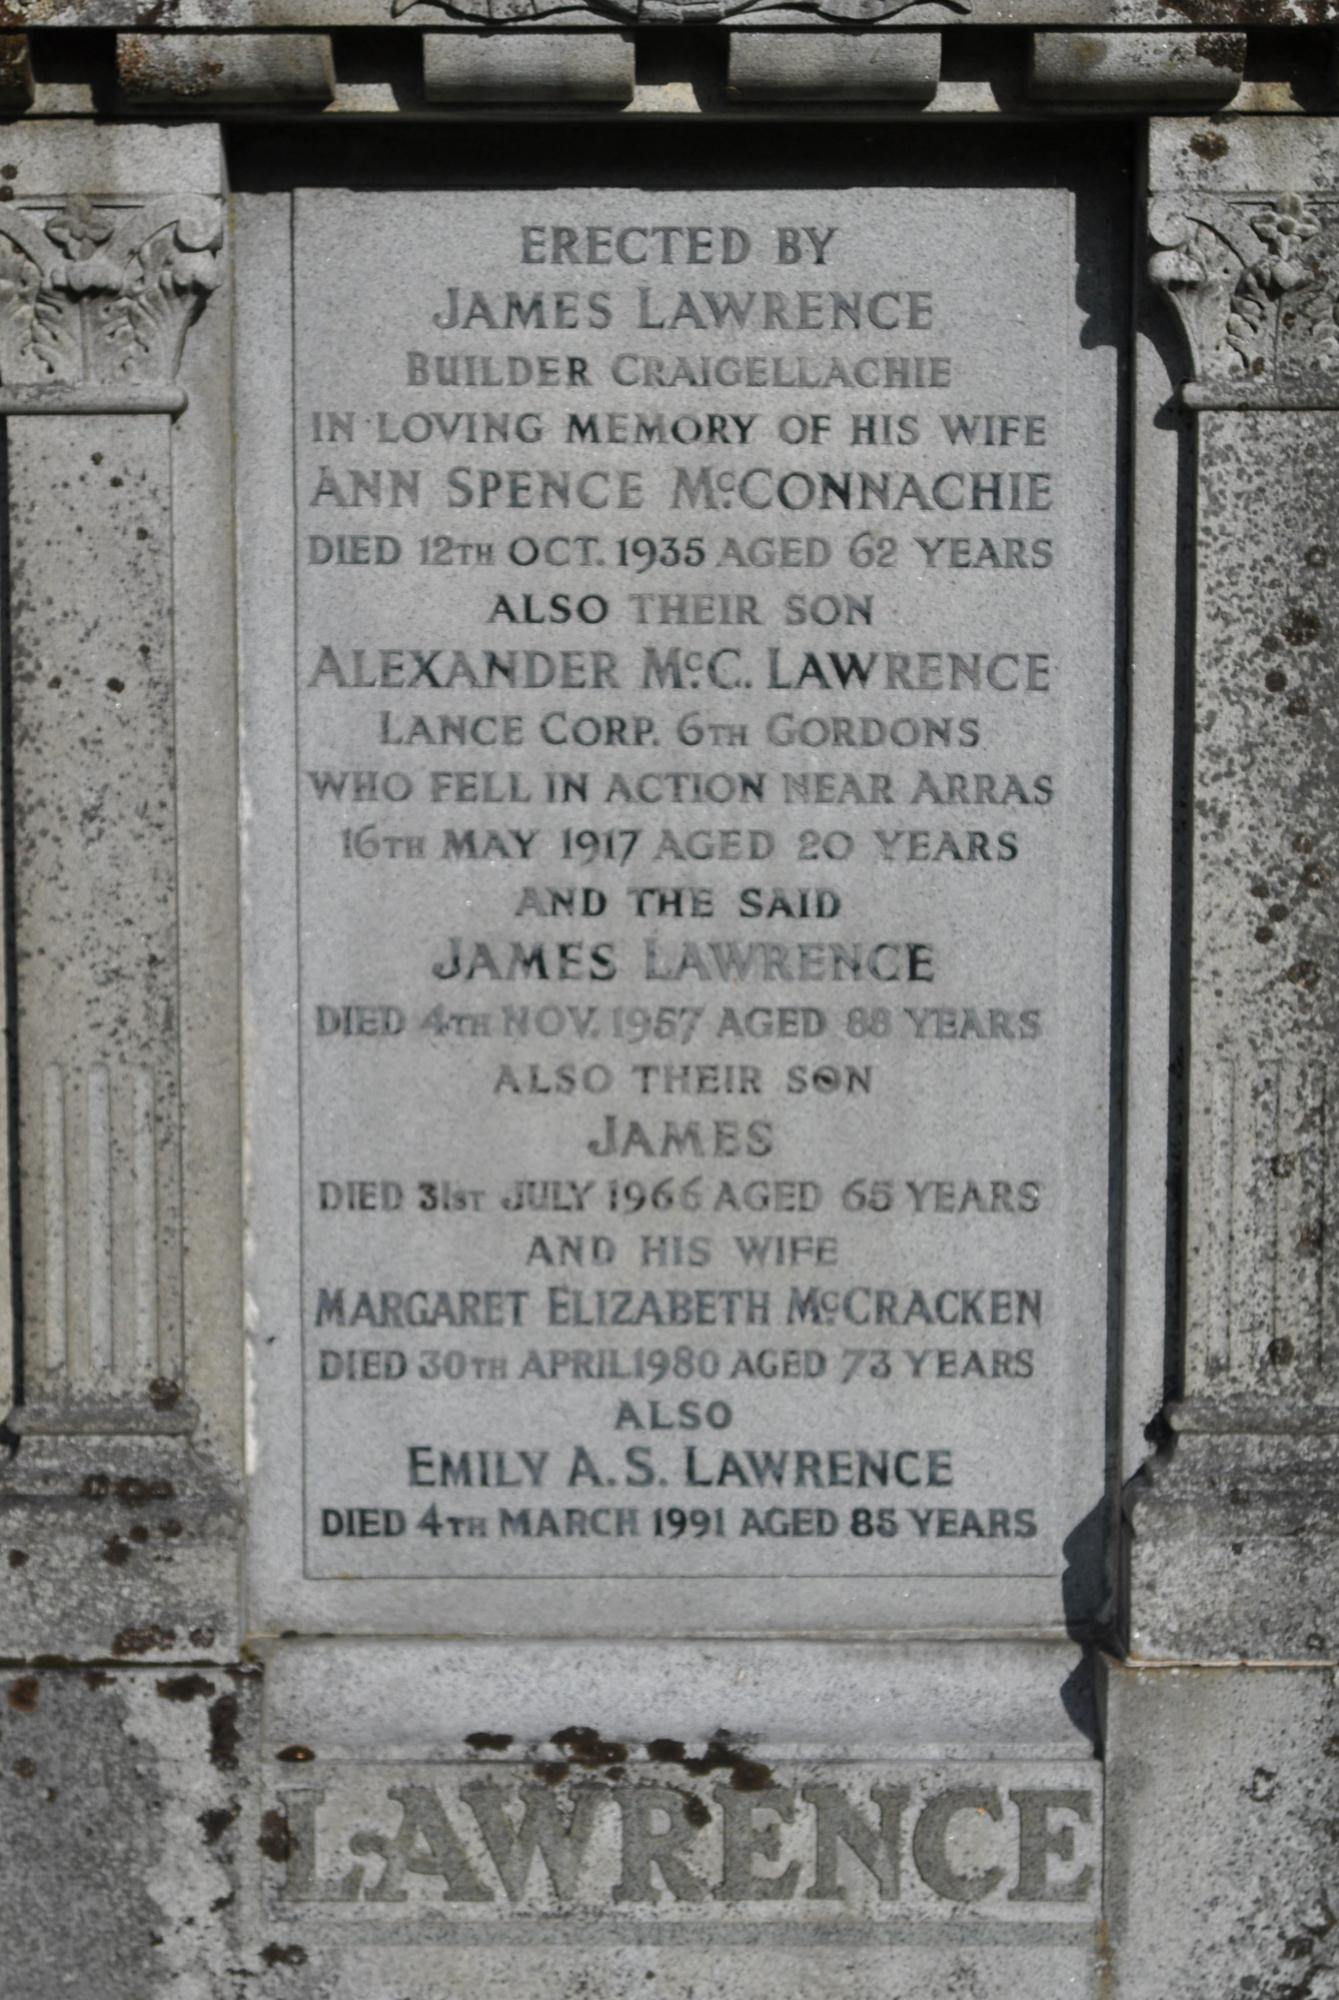 ERECTED BY
JAMES LAWRENCE
BUILDER CRAIGELLACHIE
IN LOVING MEMORY OF HIS WIFE
ANN SPENCE McCONNACHIE
DIED 12TH OCT. 1935 AGED 62 YEARS
ALSO THEIR SON
ALEXANDER McC. LAWRENCE
LANCE CORP. 6TH GORDONS
WHO FELL IN ACTION NEAR ARRAS
16TH MAY 1917 AGED 20 YEARS
AND THE SAID
JAMES LAWRENCE
DIED 4TH NOV. 1957 AGED 88 YEARS
ALSO THEIR SON
JAMES
DIED 31ST JULY 1966 AGED 65 YEARS
AND HIS WIFE
MARGARET ELIZABETH McCRACKEN
DIED 30TH APRIL 1980 AGED 73 YEARS
ALSO
EMILY A. S. LAWRENCE
DIED 4TH MARCH 1991 AGED 85 YEARS
LAWRENCE